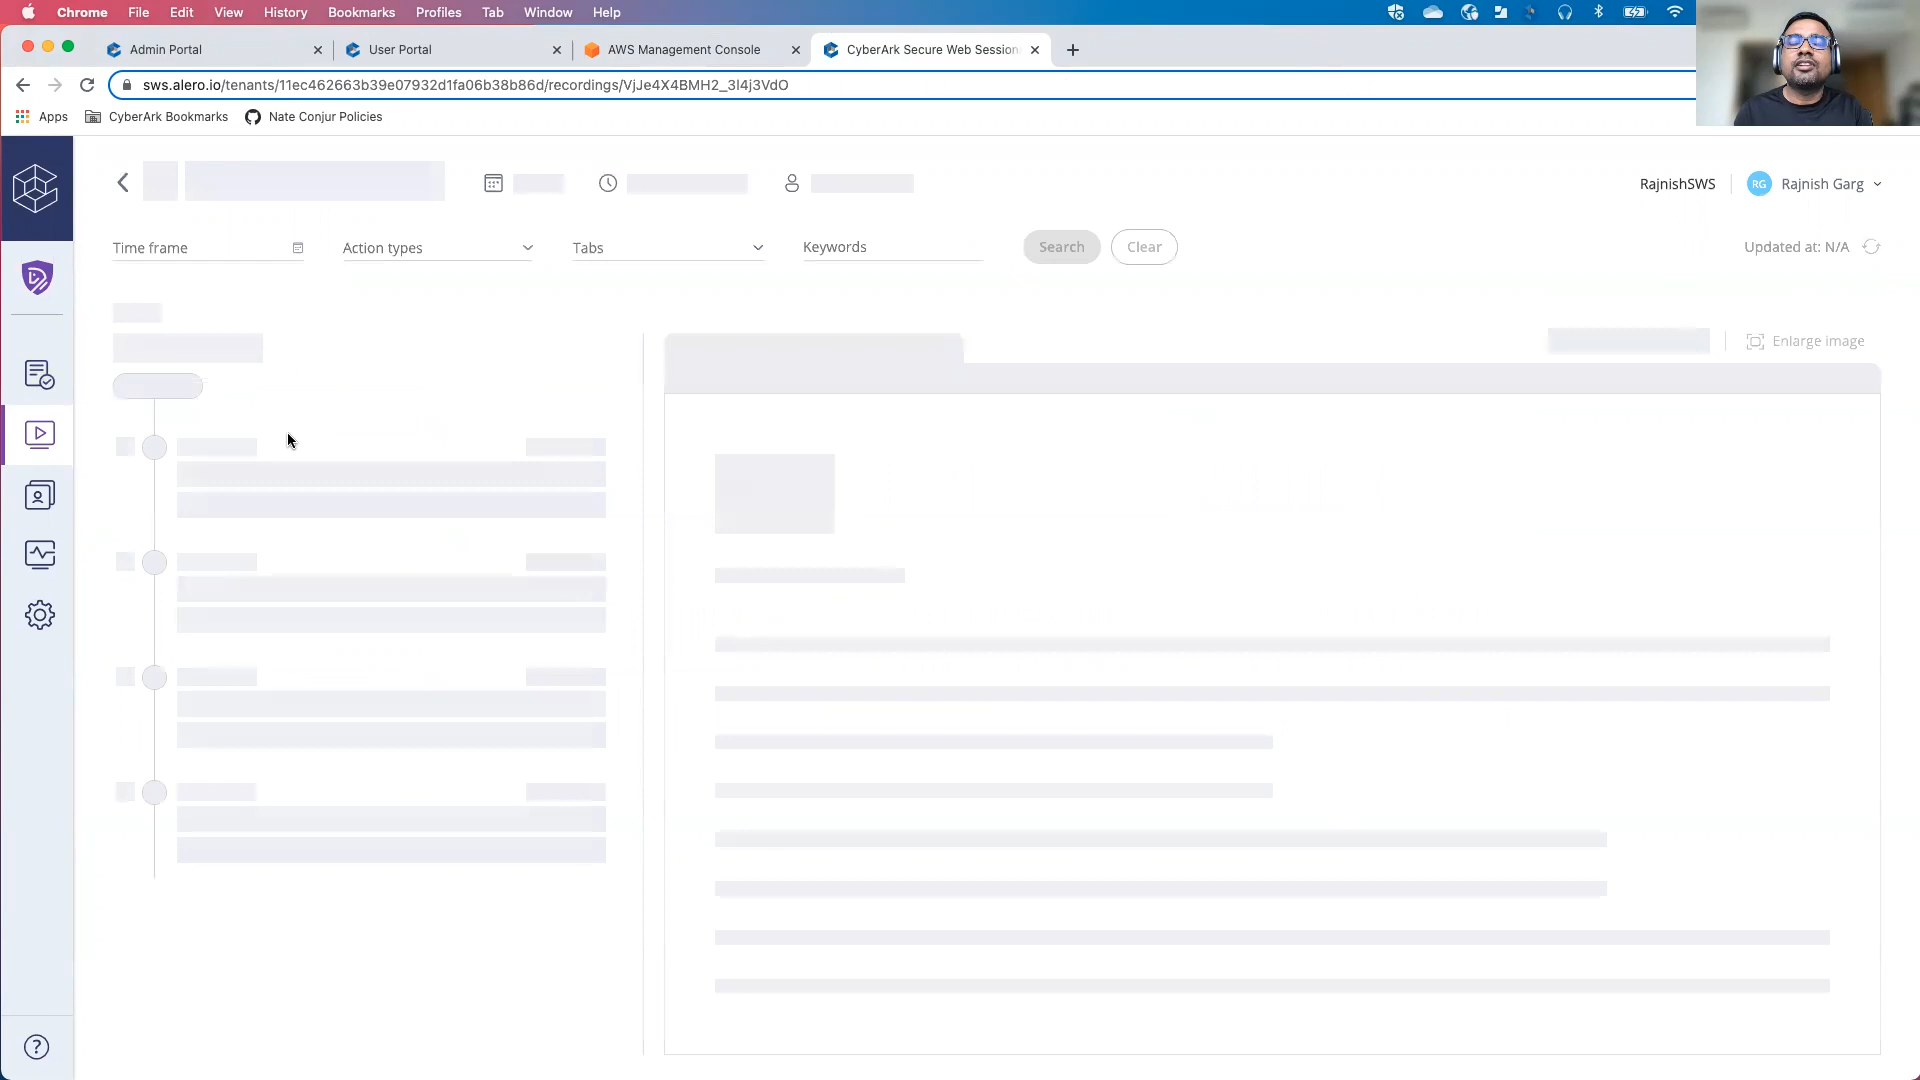 Chrome File Edit View History Bookmarks Profiles Tab Window Help
Admin Portal
User Portal
AWS Management Console
CyberArk Secure Web Session
sws.alero.io/tenants/11ec462663b39e07932d1fa06b38b86d/recordings/VjJe4X4BMH2_3l4j3VdO
Apps
CyberArk Bookmarks
Nate Conjur Policies
RajnishSWS
RG
Rajnish Garg
Time frame
Action types
Tabs
Keywords
Search
Clear
Updated at: N/A
Enlarge image